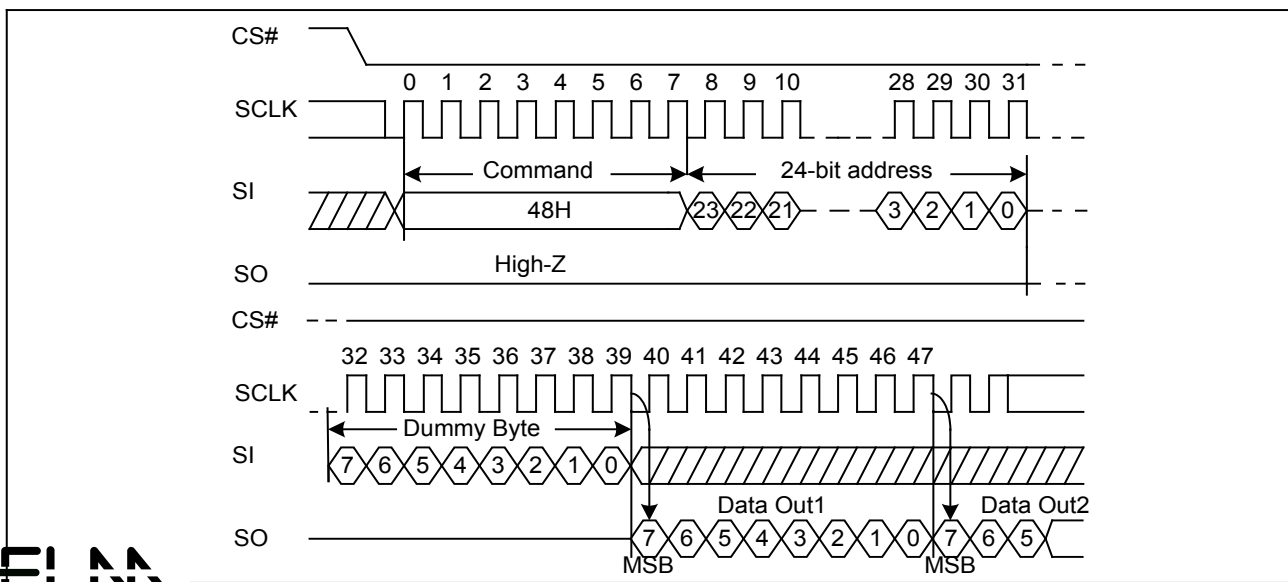 CS#
0 1 2 3 4 5 6 7 8 9 10 28 29 30 31
SCLK
Command 24-bit address
SI
48H 23 22 21 3 2 1 0
High-Z
SO
CS#
32 33 34 35 36 37 38 39 40 41 42 43 44 45 46 47
SCLK
Dummy Byte
SI
7 6 5 4 3 2 1 0
Data Out1 Data Out2
SO
7 6 5 4 3 2 1 0 7 6 5
MSB MSB